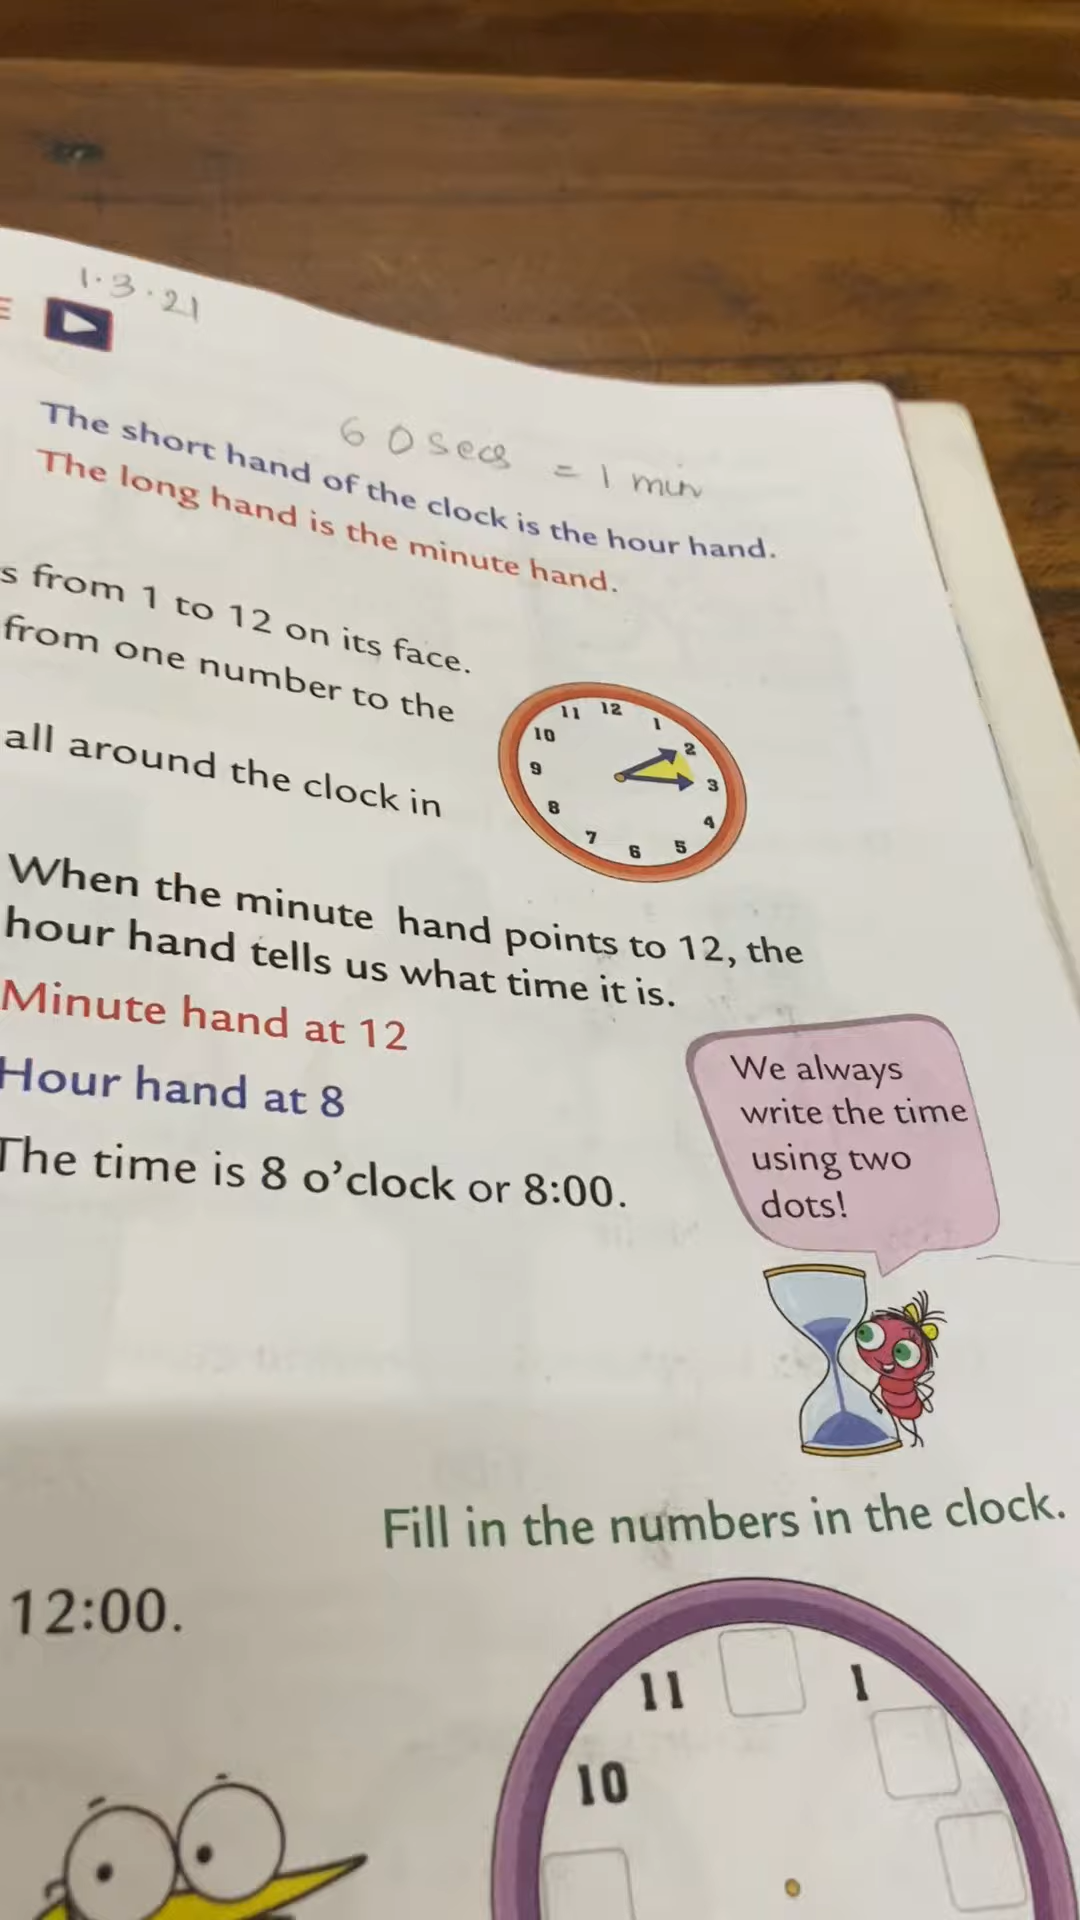 1.3.21
60 secs = 1 min
The short hand of the clock is the hour hand.
The long hand is the minute hand.
s from 1 to 12 on its face.
from one number to the
all around the clock in
11 12 1
10 2
9 3
8 4
7 6 5
When the minute hand points to 12, the
hour hand tells us what time it is.
Minute hand at 12
Hour hand at 8
The time is 8 o’clock or 8:00.
We always
write the time
using two
dots!
Fill in the numbers in the clock.
12:00.
11 1
10